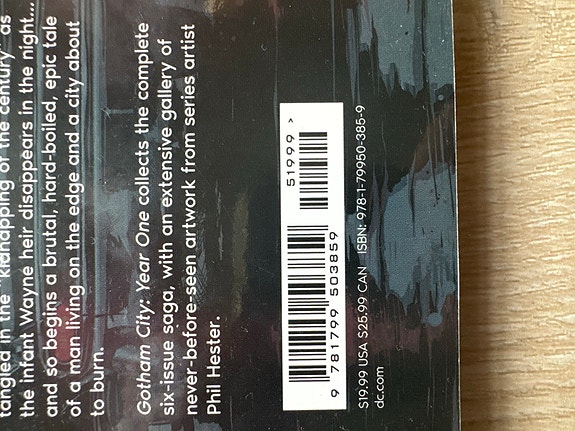 tangled in the "kidnapping of the century" as
the infant Wayne heir disappears in the night...
and so begins a brutal, hard-boiled, epic tale
of a man living on the edge and a city about
to burn.
Gotham City: Year One collects the complete
six-issue saga, with an extensive gallery of
never-before-seen artwork from series artist
Phil Hester.
51999 >
9 781799 503859
$19.99 USA $25.99 CAN ISBN: 978-1-79950-385-9
dc.com